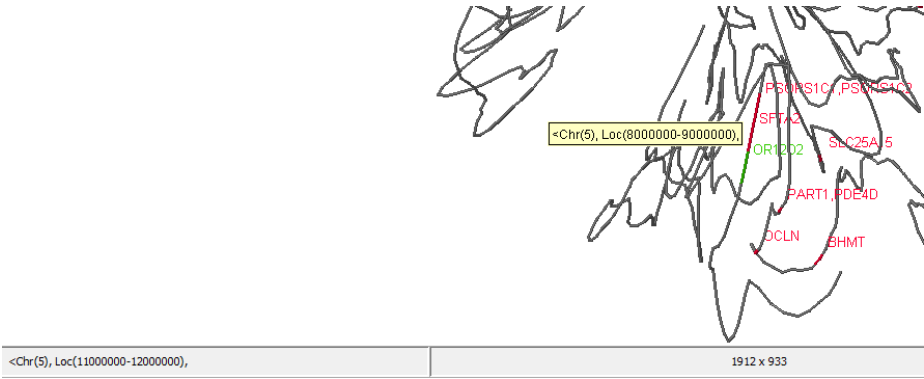 PSORS1C1,PSORS1C2
SFTA2
<Chr(5), Loc(8000000-9000000),
OR12D2
SLC25A15
PART1,PDE4D
OCLN
BHMT
<Chr(5), Loc(11000000-12000000),
1912 x 933